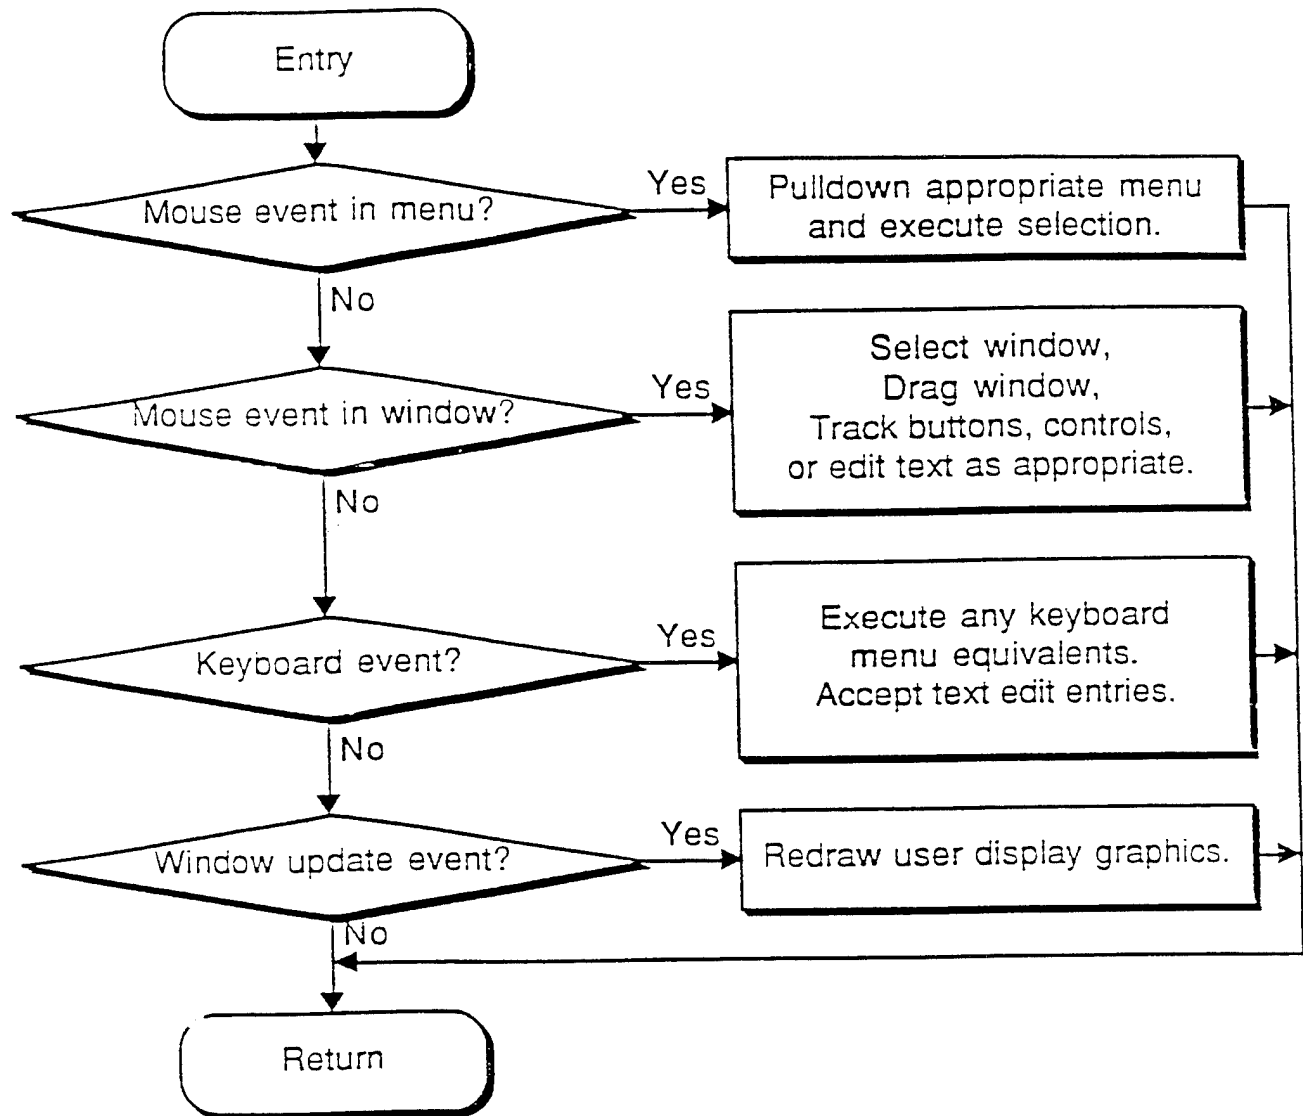 Entry
Mouse event in menu?
Yes
Pulldown appropriate menu
and execute selection.
No
Mouse event in window?
Yes
Select window,
Drag window,
Track buttons, controls,
or edit text as appropriate.
No
Keyboard event?
Yes
Execute any keyboard
menu equivalents.
Accept text edit entries.
No
Window update event?
Yes
Redraw user display graphics.
No
Return